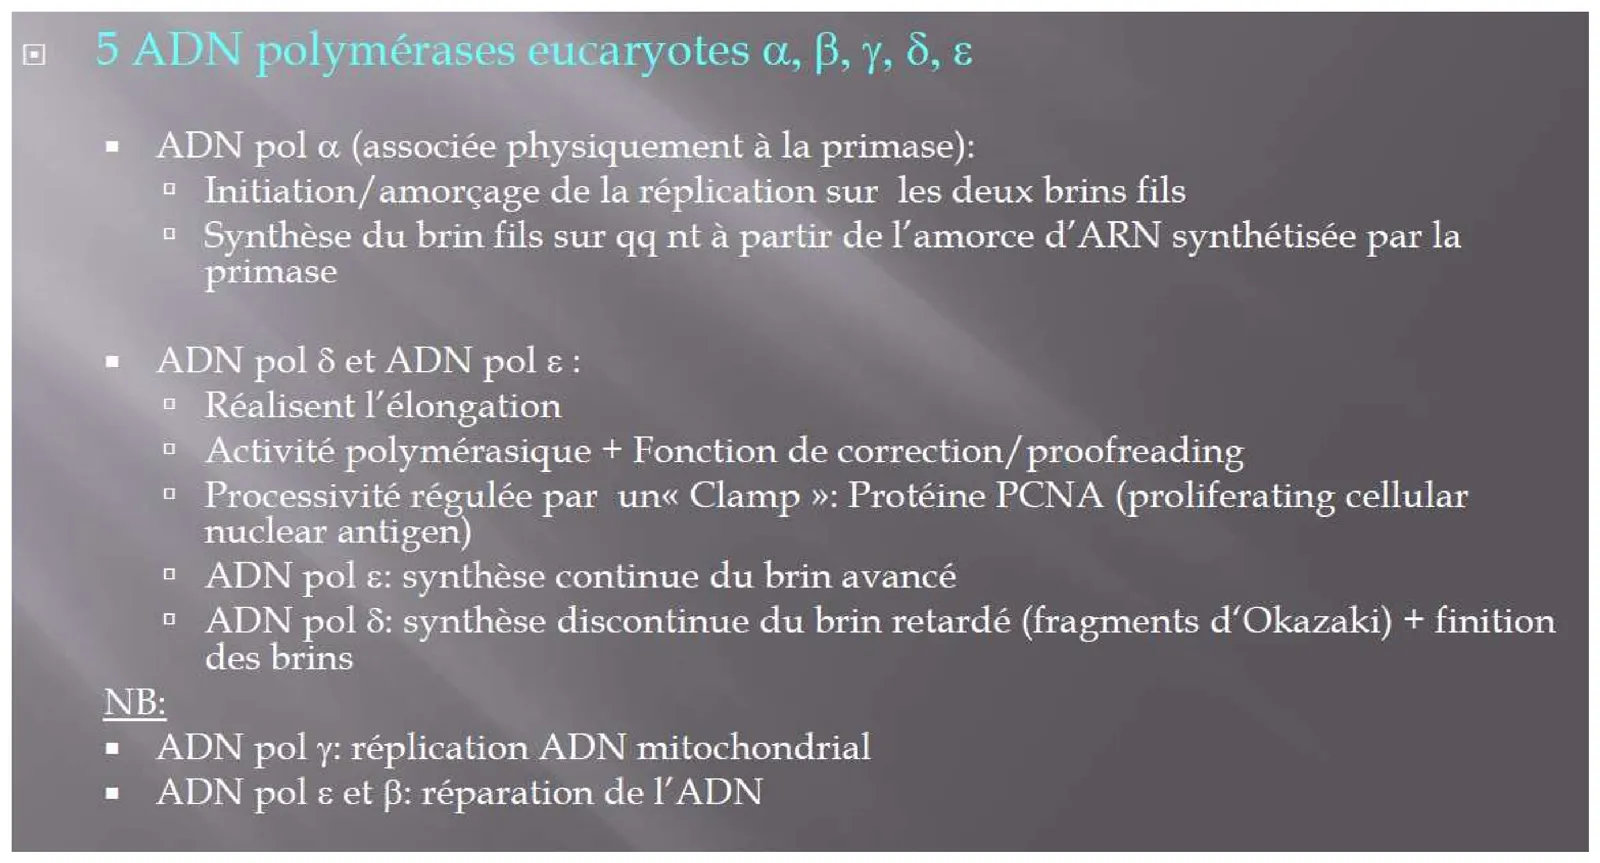 5 ADN polymérases eucaryotes α, β, γ, δ, ε
ADN pol α (associée physiquement à la primase):
Initiation/amorçage de la réplication sur les deux brins fils
Synthèse du brin fils sur qq nt à partir de l'amorce d'ARN synthétisée par la
primase
ADN pol δ et ADN pol ε :
Réalisent l'élongation
Activité polymérasique + Fonction de correction/proofreading
Processivité régulée par un« Clamp »: Protéine PCNA (proliferating cellular
nuclear antigen)
ADN pol ε: synthèse continue du brin avancé
ADN pol δ: synthèse discontinue du brin retardé (fragments d‘Okazaki) + finition
des brins
NB:
ADN pol γ: réplication ADN mitochondrial
ADN pol ε et β: réparation de l'ADN